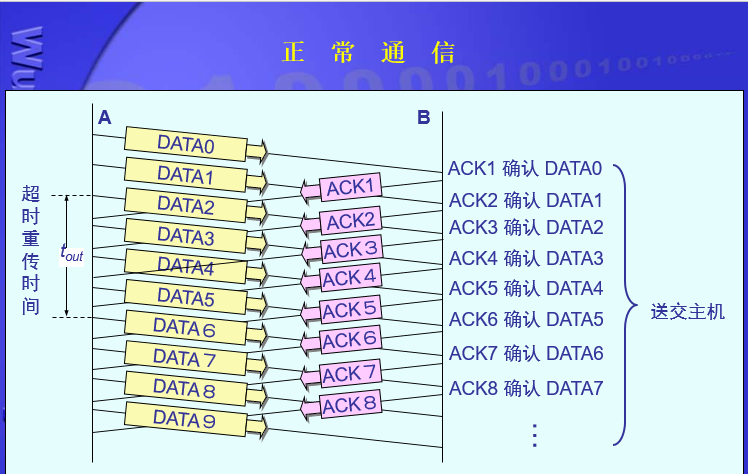 Wu
正 常 通 信
0001000100110010
A
B
DATA0
DATA1
DATA2
DATA3
DATA4
DATA5
DATA6
DATA7
DATA8
DATA9
超时重传时间
tout
ACK1
ACK2
ACK3
ACK4
ACK5
ACK6
ACK7
ACK8
ACK1 确认 DATA0
ACK2 确认 DATA1
ACK3 确认 DATA2
ACK4 确认 DATA3
ACK5 确认 DATA4
ACK6 确认 DATA5
ACK7 确认 DATA6
ACK8 确认 DATA7
⋮
送交主机